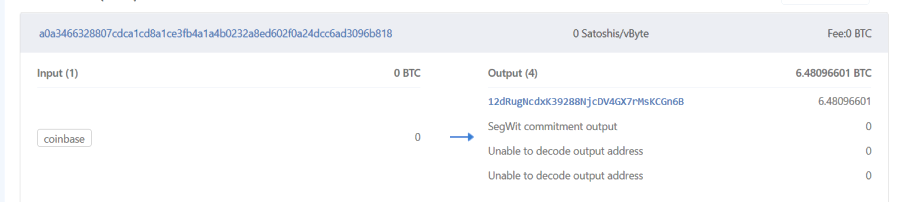 a0a3466328807cdca1cd8a1ce3fb4a1a4b0232a8ed602f0a24dcc6ad3096b818 0 Satoshis/vByte Fee:0 BTC
Input (1) 0 BTC Output (4) 6.48096601 BTC
12dRugNcdxK39288NjcDV4GX7rMsKCGn6B 6.48096601
SegWit commitment output 0
coinbase 0
Unable to decode output address 0
Unable to decode output address 0